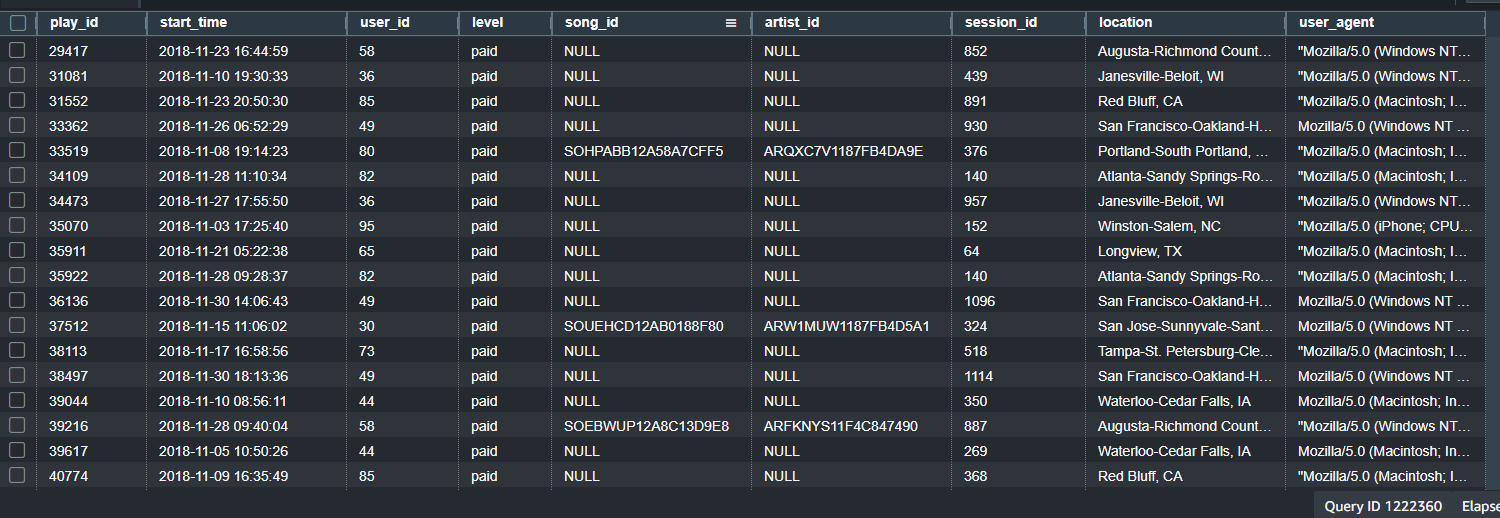 play_id start_time user_id level song_id artist_id session_id location user_agent
29417 2018-11-23 16:44:59 58 paid NULL NULL 852 Augusta-Richmond Count... "Mozilla/5.0 (Windows NT...
31081 2018-11-10 19:30:33 36 paid NULL NULL 439 Janesville-Beloit, WI "Mozilla/5.0 (Windows NT...
31552 2018-11-23 20:50:30 85 paid NULL NULL 891 Red Bluff, CA "Mozilla/5.0 (Macintosh; I...
33362 2018-11-26 06:52:29 49 paid NULL NULL 930 San Francisco-Oakland-H... Mozilla/5.0 (Windows NT ...
33519 2018-11-08 19:14:23 80 paid SOHPABB12A58A7CFF5 ARQXC7V1187FB4DA9E 376 Portland-South Portland, ... "Mozilla/5.0 (Macintosh; I...
34109 2018-11-28 11:10:34 82 paid NULL NULL 140 Atlanta-Sandy Springs-Ro... "Mozilla/5.0 (Macintosh; I...
34473 2018-11-27 17:55:50 36 paid NULL NULL 957 Janesville-Beloit, WI "Mozilla/5.0 (Windows NT...
35070 2018-11-03 17:25:40 95 paid NULL NULL 152 Winston-Salem, NC "Mozilla/5.0 (iPhone; CPU...
35911 2018-11-21 05:22:38 65 paid NULL NULL 64 Longview, TX "Mozilla/5.0 (Macintosh; I...
35922 2018-11-28 09:28:37 82 paid NULL NULL 140 Atlanta-Sandy Springs-Ro... "Mozilla/5.0 (Macintosh; I...
36136 2018-11-30 14:06:43 49 paid NULL NULL 1096 San Francisco-Oakland-H... Mozilla/5.0 (Windows NT ...
37512 2018-11-15 11:06:02 30 paid SOUEHCD12AB0188F80 ARW1MUW1187FB4D5A1 324 San Jose-Sunnyvale-Sant... Mozilla/5.0 (Windows NT ...
38113 2018-11-17 16:58:56 73 paid NULL NULL 518 Tampa-St. Petersburg-Cle... "Mozilla/5.0 (Macintosh; I...
38497 2018-11-30 18:13:36 49 paid NULL NULL 1114 San Francisco-Oakland-H... Mozilla/5.0 (Windows NT ...
39044 2018-11-10 08:56:11 44 paid NULL NULL 350 Waterloo-Cedar Falls, IA Mozilla/5.0 (Macintosh; In...
39216 2018-11-28 09:40:04 58 paid SOEBWUP12A8C13D9E8 ARFKNYS11F4C847490 887 Augusta-Richmond Count... "Mozilla/5.0 (Windows NT...
39617 2018-11-05 10:50:26 44 paid NULL NULL 269 Waterloo-Cedar Falls, IA Mozilla/5.0 (Macintosh; In...
40774 2018-11-09 16:35:49 85 paid NULL NULL 368 Red Bluff, CA "Mozilla/5.0 (Macintosh; I...
Query ID 1222360 Elapse